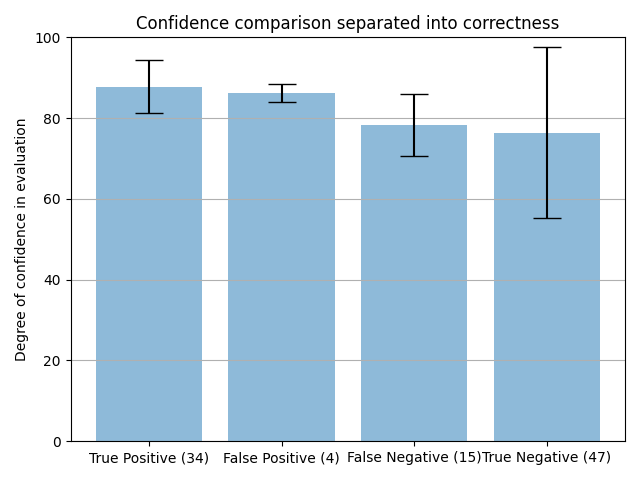 Confidence comparison separated into correctness
Degree of confidence in evaluation
100
80
60
40
20
0
True Positive (34)
False Positive (4)
False Negative (15)
True Negative (47)